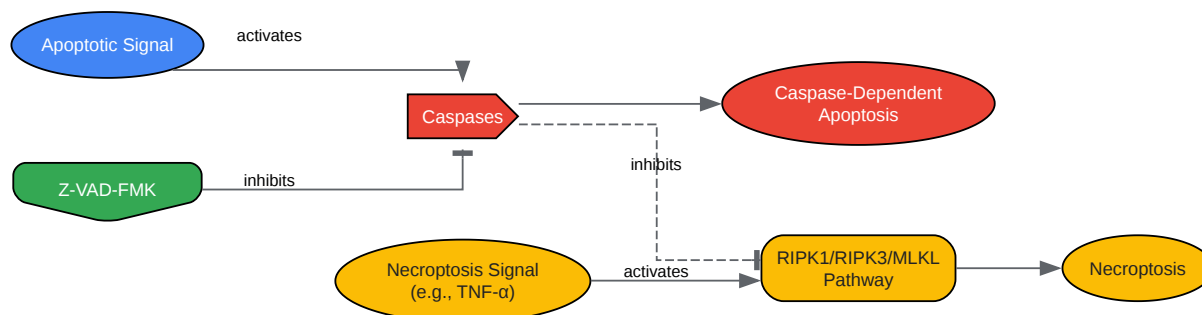 Apoptotic Signal
activates
Caspases
Caspase-Dependent
Apoptosis
Z-VAD-FMK
inhibits
inhibits
Necroptosis Signal
(e.g., TNF-α)
activates
RIPK1/RIPK3/MLKL
Pathway
Necroptosis